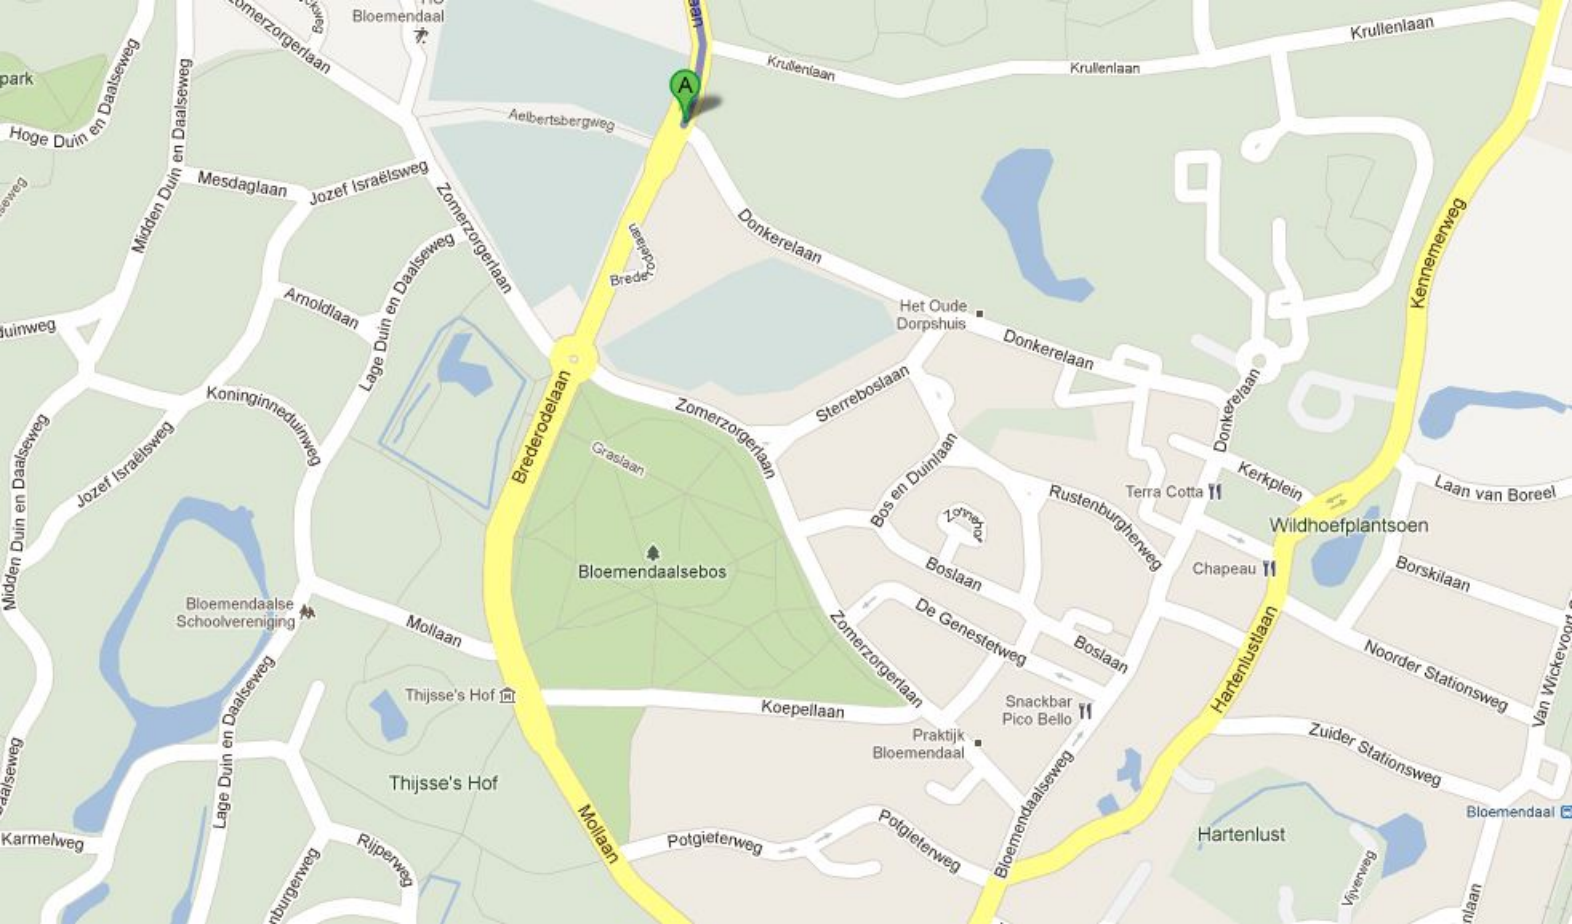 Zomerzorgerlaan
Bloemendaal
laan
Krullenlaan
Krullenlaan
Krullenlaan
park
A
Aelbertsbergweg
Hoge Duin en Daalseweg
Midden Duin en Daalseweg
Mesdaglaan
Jozef Israëlsweg
Zomerzorgerlaan
Donkerelaan
Brederodelaan
Kennemerweg
Lage Duin en Daalseweg
Arnoldlaan
duinweg
Het Oude
Dorpshuis
Donkerelaan
Koninginneduinweg
Sterreboslaan
Zomerzorgerlaan
Brederodelaan
Graslaan
Donkerelaan
Jozef Israëlsweg
Midden Duin en Daalseweg
Bos en Duinlaan
Kerkplein
Terra Cotta
Laan van Boreel
Rustenburgherweg
Wildhoefplantsoen
Bloemendaalsebos
Boslaan
Chapeau
Borskilaan
Bloemendaalse
Schoolvereniging
Mollaan
De Genestetweg
Zomerzorgerlaan
Boslaan
Hartenlustlaan
Noorder Stationsweg
Thijsse's Hof
Koepellaan
Snackbar
Pico Bello
Praktijk
Bloemendaal
Lage Duin en Daalseweg
Zuider Stationsweg
Thijsse's Hof
Bloemendaalseweg
Bloemendaal
Daalseweg
Karmelweg
Mollaan
Potgieterweg
Potgieterweg
Hartenlust
Rijperweg
Vijverweg
nburgerweg
nlaan